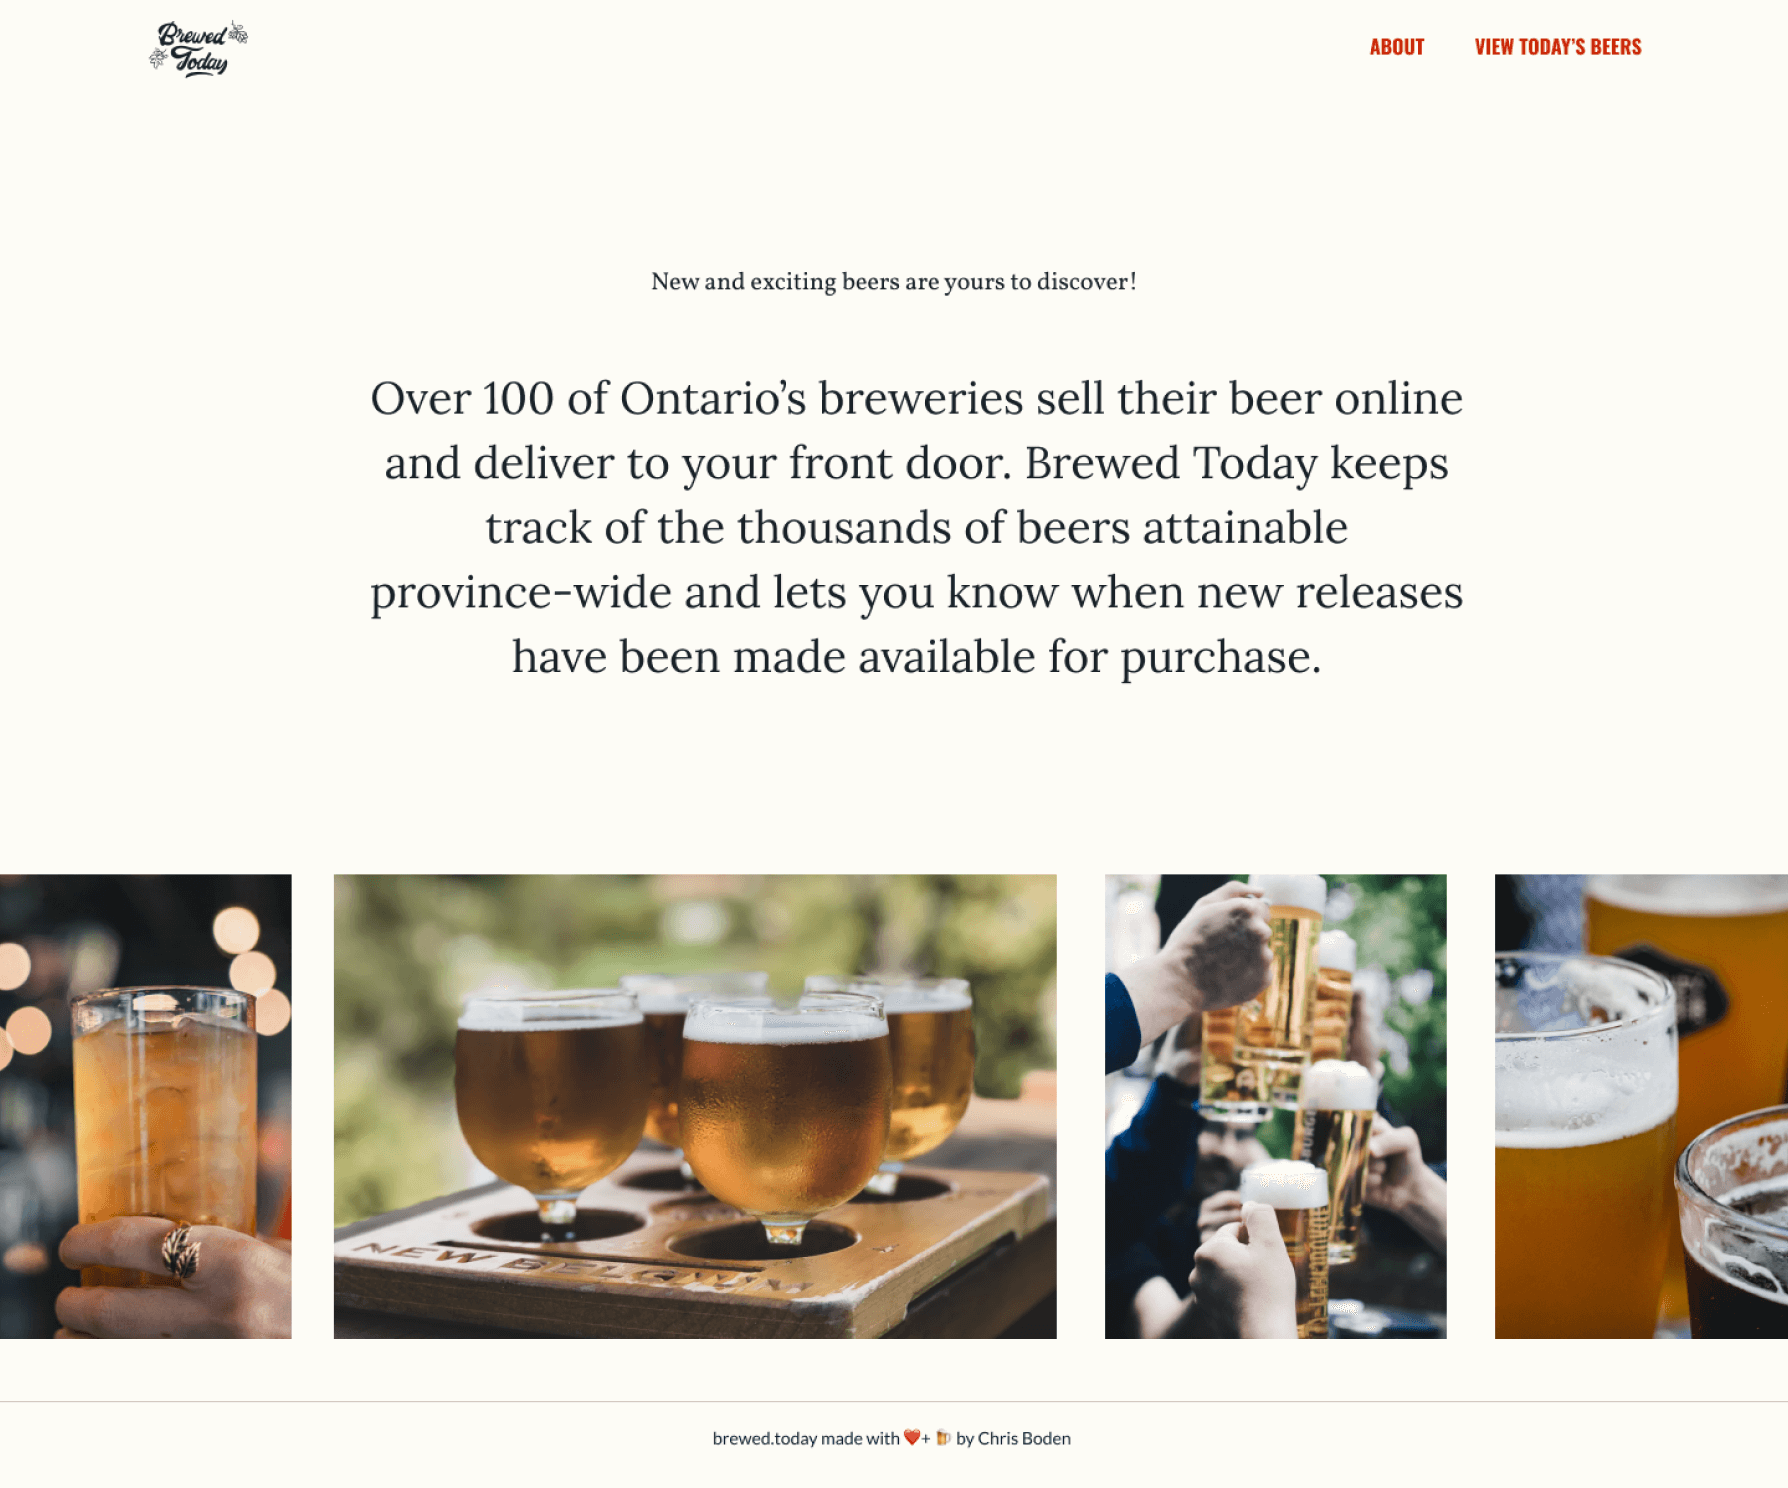 Brewed
Today
ABOUT
VIEW TODAY’S BEERS
New and exciting beers are yours to discover!
Over 100 of Ontario’s breweries sell their beer online
and deliver to your front door. Brewed Today keeps
track of the thousands of beers attainable
province-wide and lets you know when new releases
have been made available for purchase.
NEW BELGIUM
brewed.today made with ❤️+ 🍺 by Chris Boden